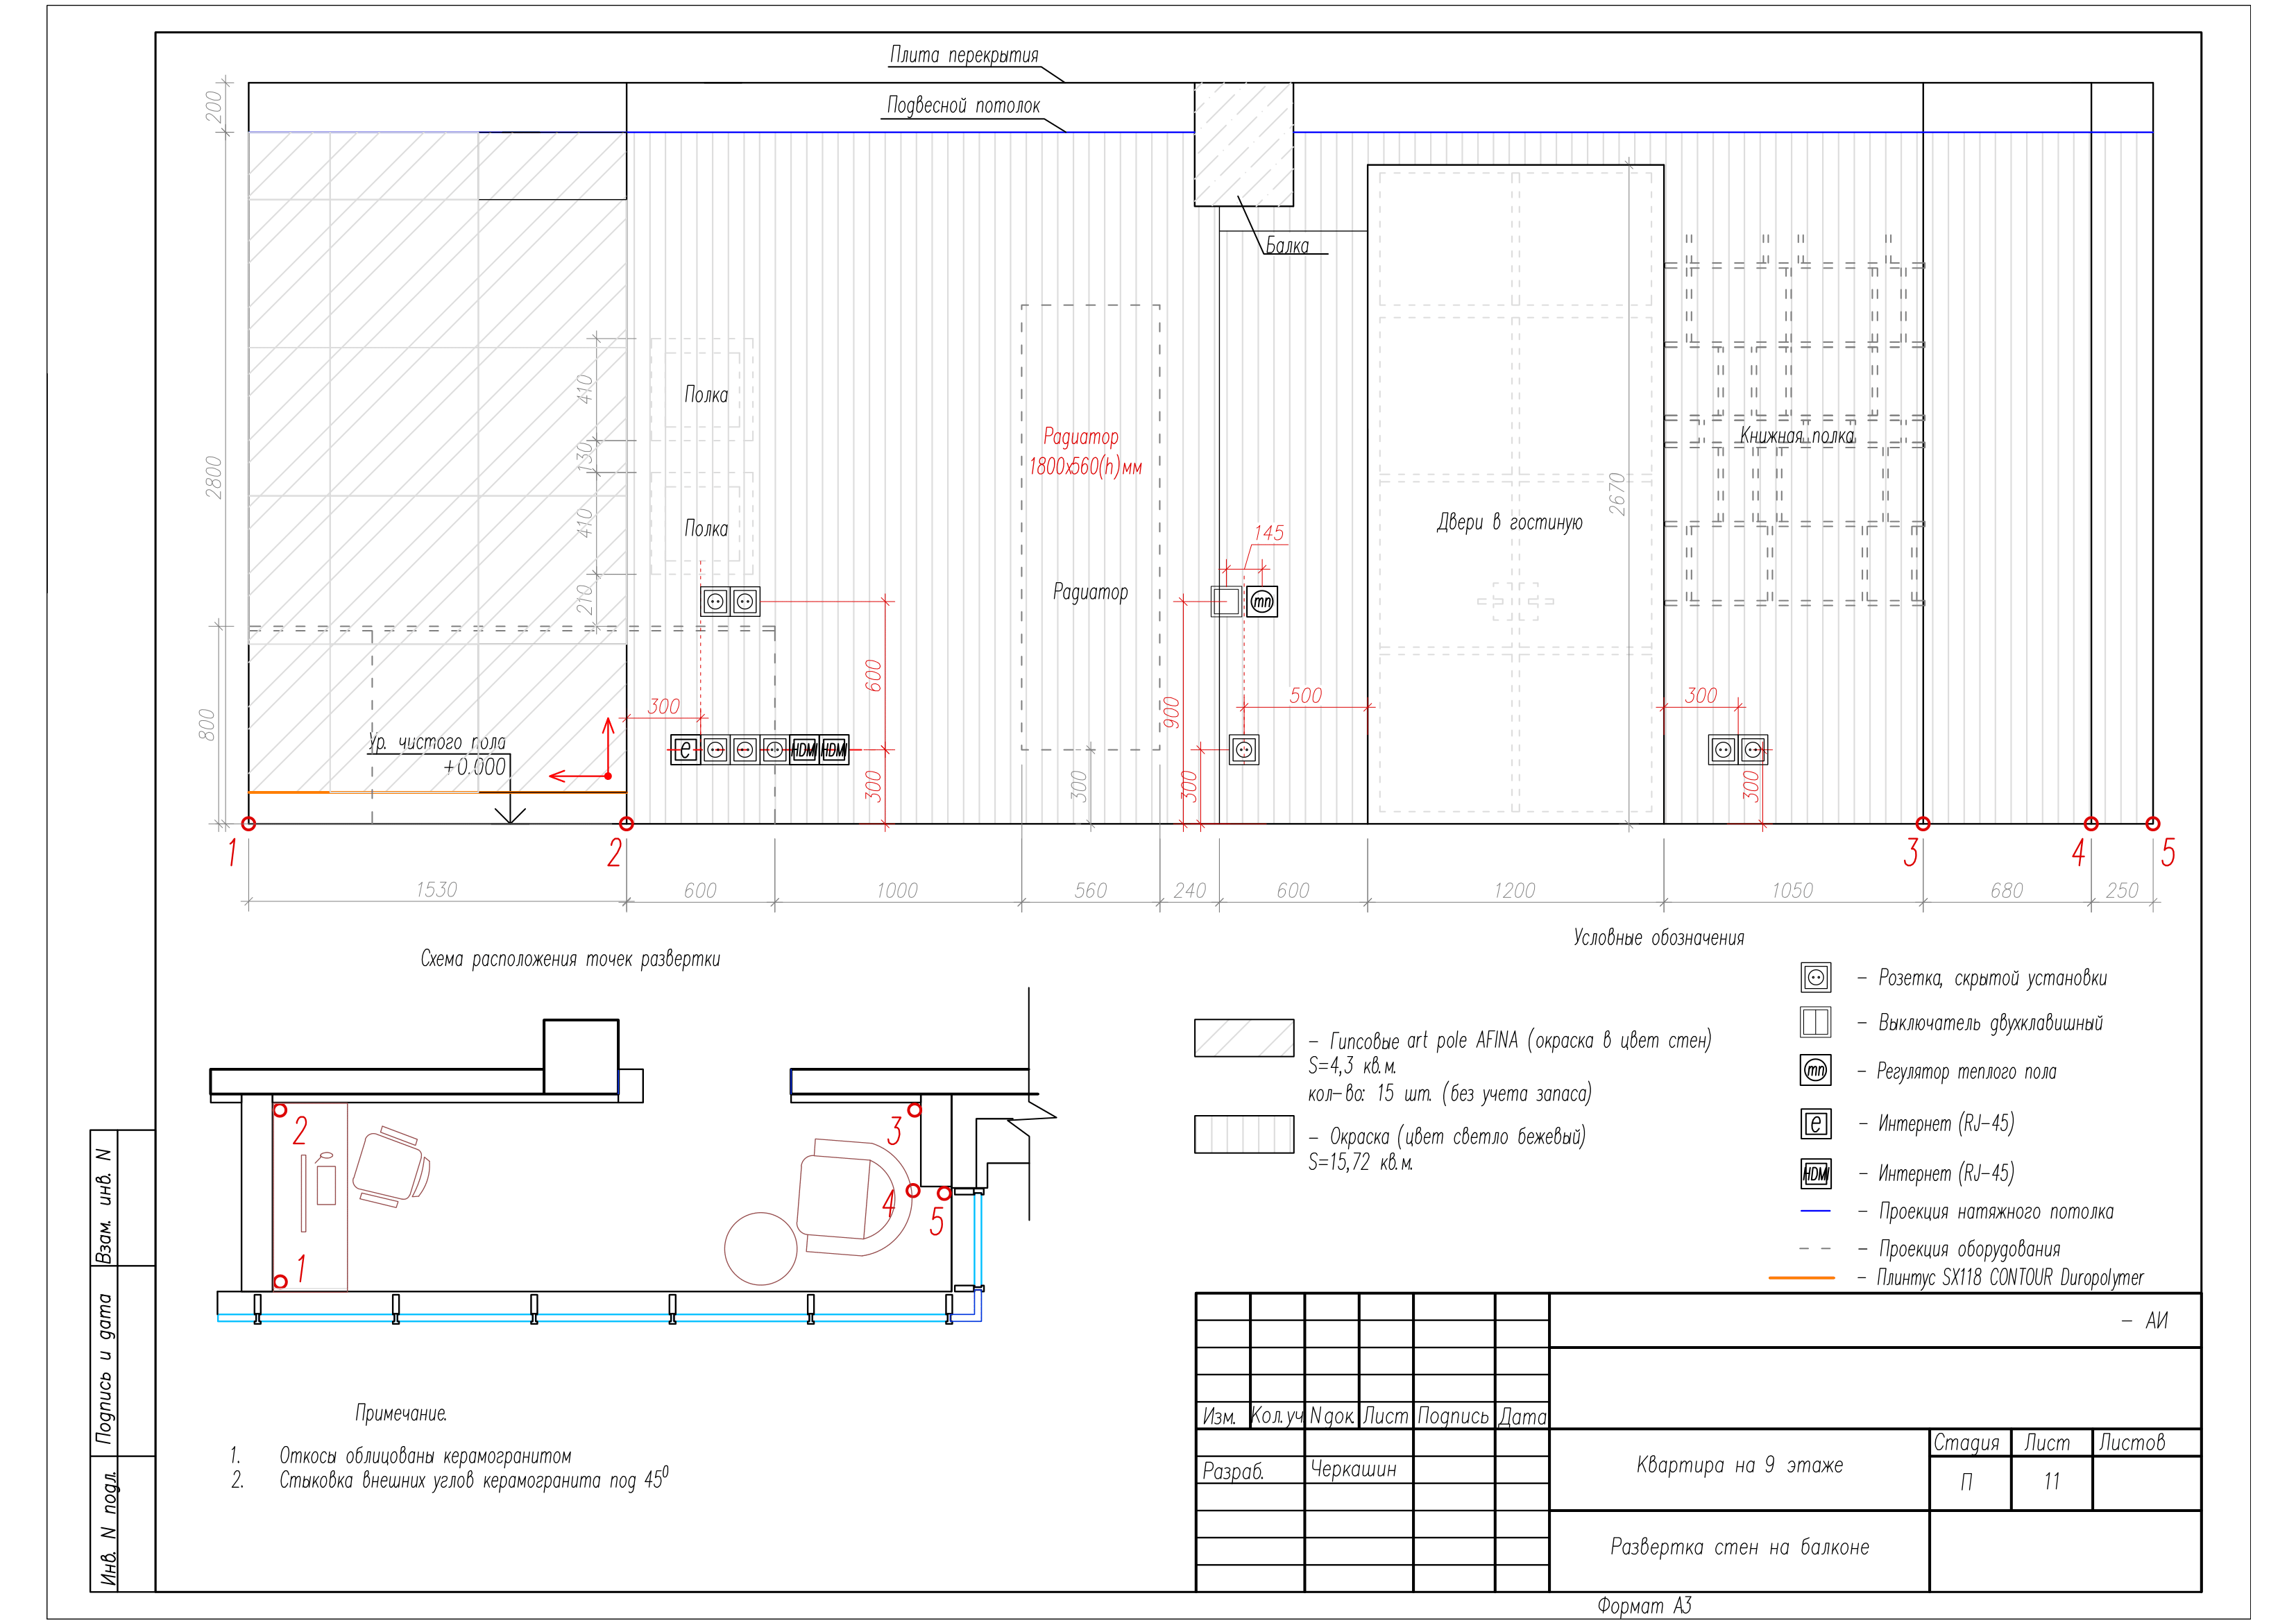 Плита перекрытия
Подвесной потолок
200
2800
800
Балка
410
130
410
210
Полка
Полка
Радиатор
1800х560(h)мм
Радиатор
Книжная полка
Двери в гостиную
2670
145
300
600
300
300
900
300
500
300
300
Ур. чистого пола
+0.000
1
2
3
4
5
1530
600
1000
560
240
600
1200
1050
680
250
e
HDMI
HDMI
тп
Схема расположения точек развертки
2
1
3
4
5
Условные обозначения
– Гипсовые art pole AFINA (окраска в цвет стен)
S=4,3 кв.м.
кол-во: 15 шт. (без учета запаса)
– Окраска (цвет светло бежевый)
S=15,72 кв.м.
– Розетка, скрытой установки
– Выключатель двухклавишный
тп – Регулятор теплого пола
e – Интернет (RJ-45)
HDMI – Интернет (RJ-45)
– Проекция натяжного потолка
– Проекция оборудования
– Плинтус SX118 CONTOUR Duropolymer
Примечание.
1. Откосы облицованы керамогранитом
2. Стыковка внешних углов керамогранита под 45⁰
Взам. инв. N
Подпись и дата
Инв. N подл.
– АИ
Изм. Кол.уч Nдок. Лист Подпись Дата
Разраб. Черкашин
Квартира на 9 этаже
Стадия Лист Листов
П 11
Развертка стен на балконе
Формат А3